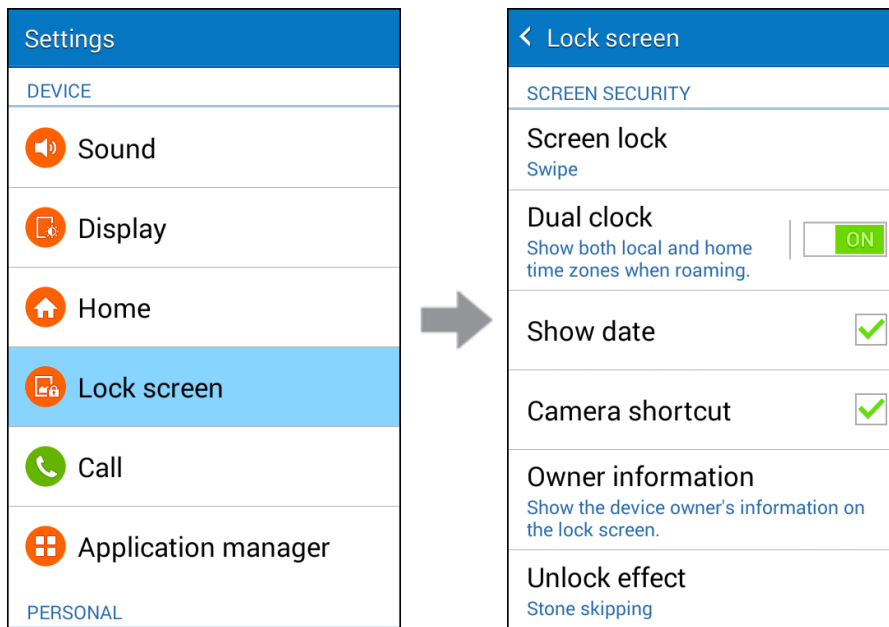 Settings
DEVICE
Sound
Display
Home
Lock screen
Call
Application manager
PERSONAL
Lock screen
SCREEN SECURITY
Screen lock
Swipe
Dual clock
Show both local and home
time zones when roaming.
ON
Show date
Camera shortcut
Owner information
Show the device owner's information on
the lock screen.
Unlock effect
Stone skipping